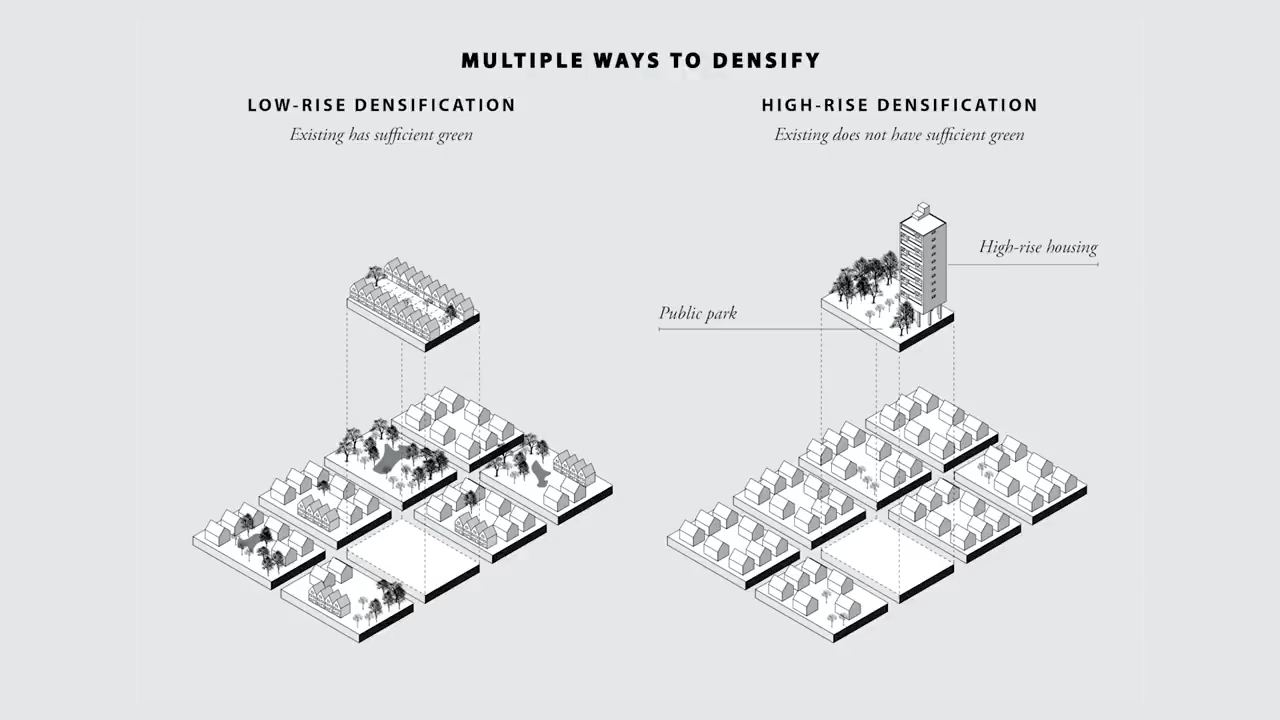 MULTIPLE WAYS TO DENSIFY
LOW-RISE DENSIFICATION
Existing has sufficient green
HIGH-RISE DENSIFICATION
Existing does not have sufficient green
High-rise housing
Public park